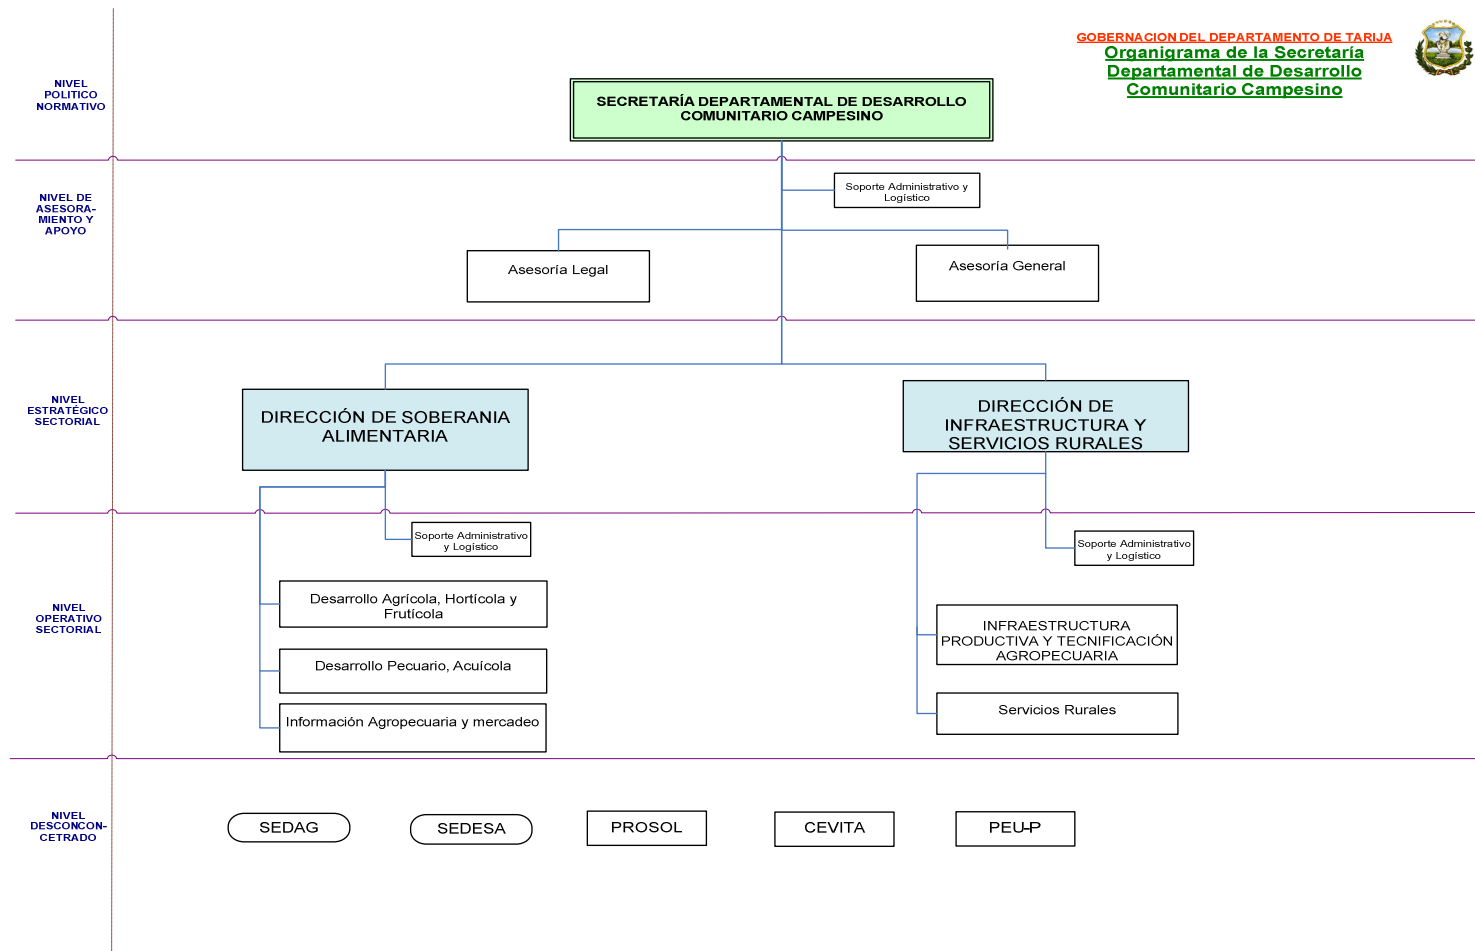 GOBERNACION DEL DEPARTAMENTO DE TARIJA
Organigrama de la Secretaría
Departamental de Desarrollo
Comunitario Campesino
NIVEL
POLITICO
NORMATIVO
SECRETARÍA DEPARTAMENTAL DE DESARROLLO
COMUNITARIO CAMPESINO
NIVEL DE
ASESORA-
MIENTO Y
APOYO
Soporte Administrativo y
Logístico
Asesoría Legal
Asesoría General
NIVEL
ESTRATÉGICO
SECTORIAL
DIRECCIÓN DE SOBERANIA
ALIMENTARIA
DIRECCIÓN DE
INFRAESTRUCTURA Y
SERVICIOS RURALES
NIVEL
OPERATIVO
SECTORIAL
Soporte Administrativo
y Logístico
Desarrollo Agrícola, Hortícola y
Frutícola
Desarrollo Pecuario, Acuícola
Información Agropecuaria y mercadeo
Soporte Administrativo
y Logístico
INFRAESTRUCTURA
PRODUCTIVA Y TECNIFICACIÓN
AGROPECUARIA
Servicios Rurales
NIVEL
DESCONCON-
CETRADO
SEDAG
SEDESA
PROSOL
CEVITA
PEU-P